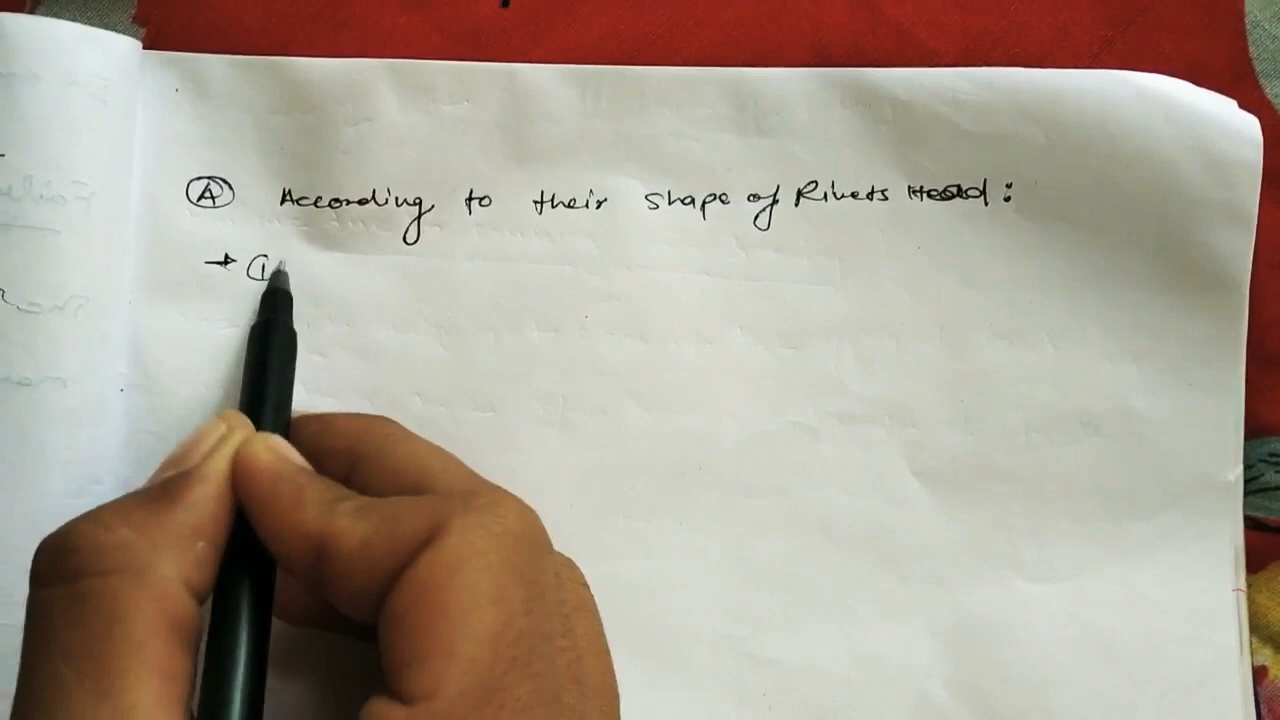 Ⓐ According to their shape of Rivets Head :
→ ①